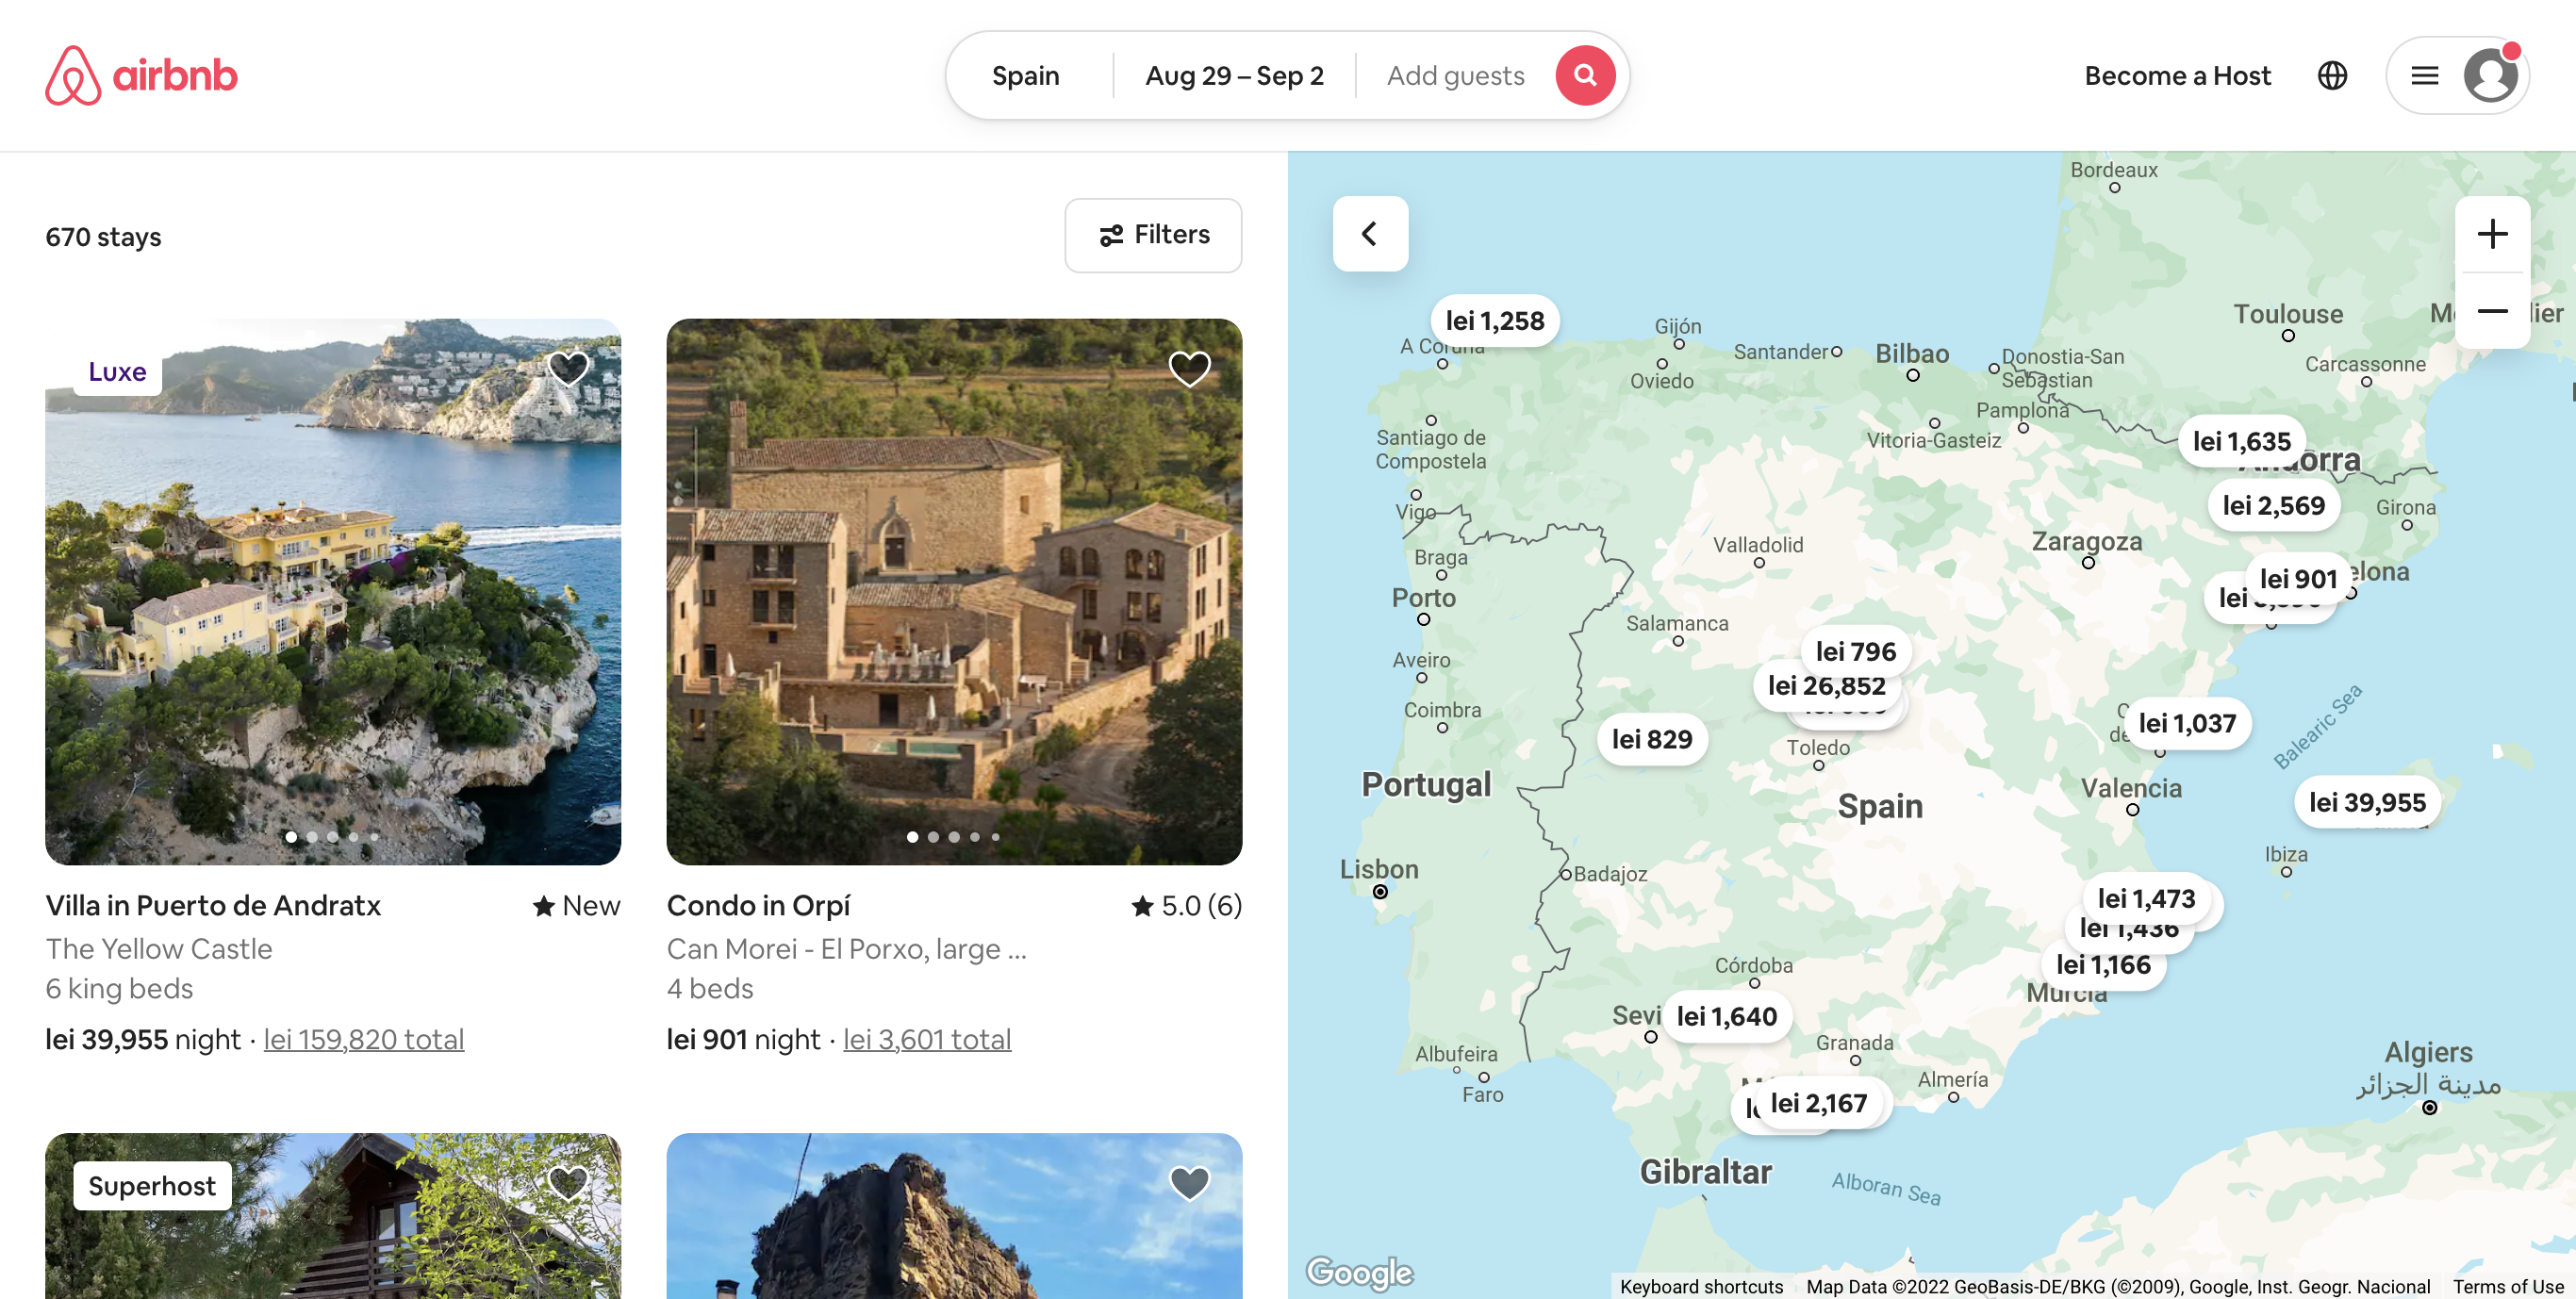 airbnb
Spain
Aug 29 – Sep 2
Add guests
Become a Host
670 stays
Filters
Luxe
Villa in Puerto de Andratx
New
The Yellow Castle
6 king beds
lei 39,955 night · lei 159,820 total
Condo in Orpí
5.0 (6)
Can Morei - El Porxo, large ...
4 beds
lei 901 night · lei 3,601 total
Superhost
Bordeaux
lei 1,258
Gijón
Toulouse
A Coruña
Santander
Bilbao
Donostia-San
Sebastian
Carcassonne
Oviedo
Pamplona
Vitoria-Gasteiz
Santiago de
Compostela
lei 1,635
Andorra
lei 2,569
Girona
Vigo
Valladolid
Zaragoza
Braga
lei 901
elona
lei
Porto
Salamanca
lei 796
lei 26,852
Aveiro
Coimbra
lei 829
Toledo
lei 1,037
Balearic Sea
Portugal
Spain
Valencia
lei 39,955
Ibiza
Lisbon
Badajoz
lei 1,473
lei 1,436
lei 1,166
Murcia
Córdoba
Sevi
lei 1,640
Granada
Albufeira
Faro
Almería
lei 2,167
Algiers
مدينة الجزائر
Gibraltar
Alboran Sea
Google
Keyboard shortcuts
Map Data ©2022 GeoBasis-DE/BKG (©2009), Google, Inst. Geogr. Nacional
Terms of Use